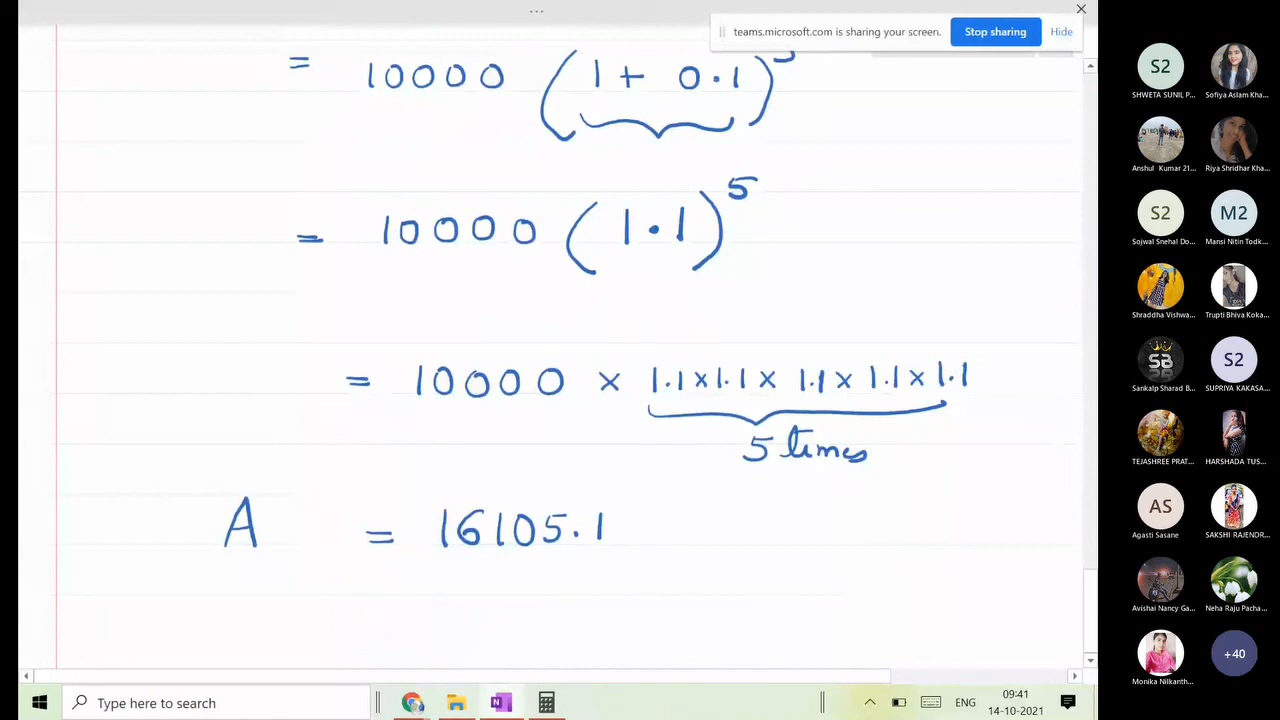 teams.microsoft.com is sharing your screen. Stop sharing Hide
= 10000 (1 + 0.1)^5
= 10000 (1.1)^5
= 10000 × 1.1 × 1.1 × 1.1 × 1.1 × 1.1
5 times
A = 16105.1
S2
SHWETA SUNIL P... Sofiya Aslam Kha...
Anshul Kumar 21... Riya Shridhar Kha...
S2 M2
Sojwal Snehal Do... Mansi Nitin Todk...
Shraddha Vishwa... Trupti Bhiva Koka...
SB S2
Sankalp Sharad B... SUPRIYA KAKASA...
TEJASHREE PRAT... HARSHADA TUS...
AS
Agasti Sasane SAKSHI RAJENDR...
Avishai Nancy Ga... Neha Raju Pacha...
+40
Monika Nilkanth...
Type here to search
N
ENG
09:41
14-10-2021